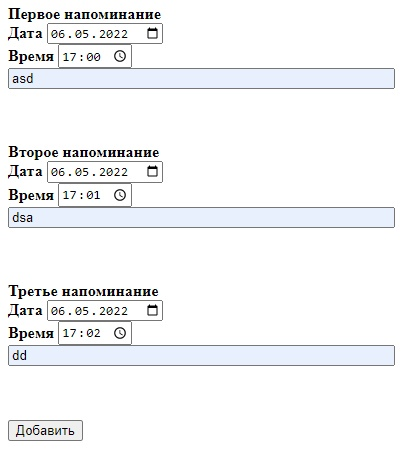 Первое напоминание
Дата 06.05.2022
Время 17:00
asd
Второе напоминание
Дата 06.05.2022
Время 17:01
dsa
Третье напоминание
Дата 06.05.2022
Время 17:02
dd
Добавить